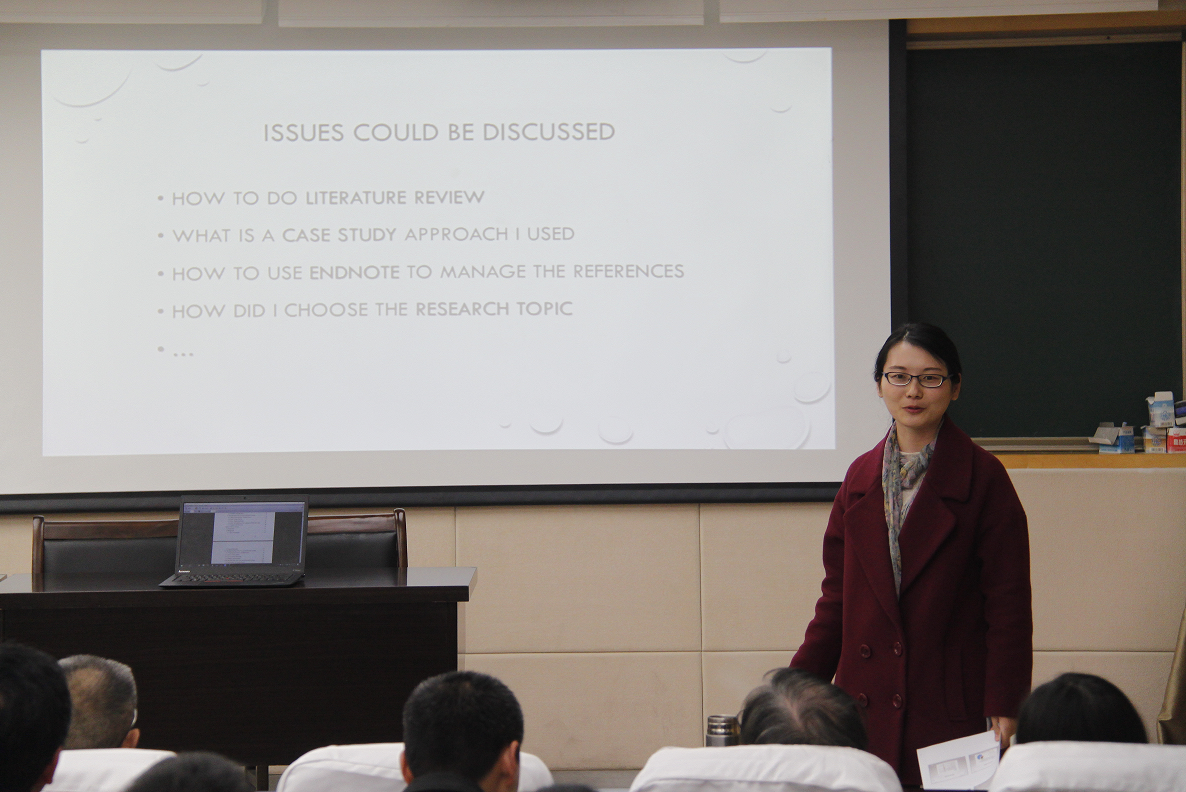 ISSUES COULD BE DISCUSSED
• HOW TO DO LITERATURE REVIEW
• WHAT IS A CASE STUDY APPROACH I USED
• HOW TO USE ENDNOTE TO MANAGE THE REFERENCES
• HOW DID I CHOOSE THE RESEARCH TOPIC
• ...